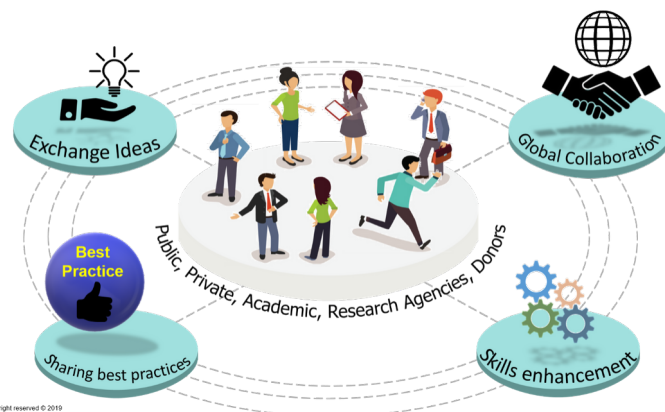 Exchange Ideas
Global Collaboration
Public, Private, Academic, Research Agencies, Donors
Best
Practice
Sharing best practices
Skills enhancement
right reserved © 2019